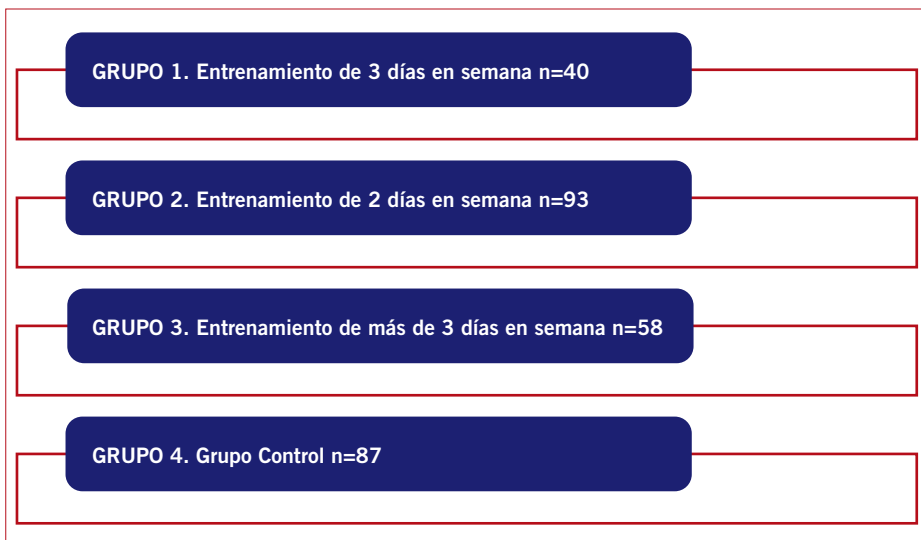 GRUPO 1. Entrenamiento de 3 días en semana n=40
GRUPO 2. Entrenamiento de 2 días en semana n=93
GRUPO 3. Entrenamiento de más de 3 días en semana n=58
GRUPO 4. Grupo Control n=87